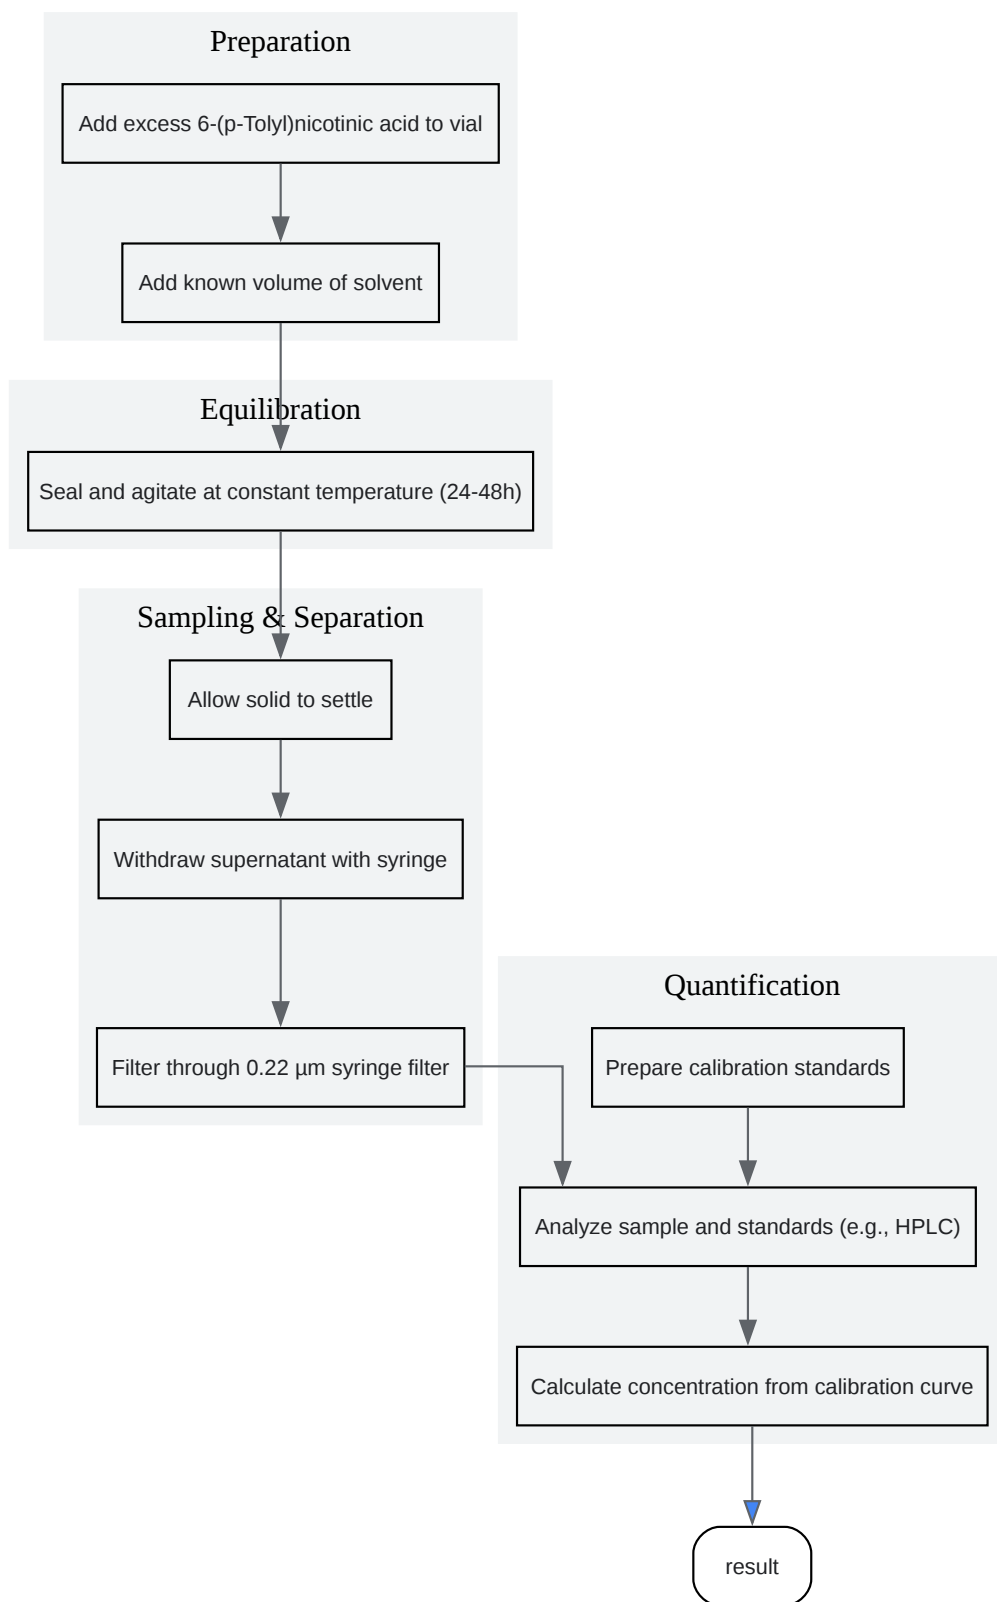 Preparation
Add excess 6-(p-Tolyl)nicotinic acid to vial
Add known volume of solvent
Equilibration
Seal and agitate at constant temperature (24-48h)
Sampling & Separation
Allow solid to settle
Withdraw supernatant with syringe
Filter through 0.22 µm syringe filter
Quantification
Prepare calibration standards
Analyze sample and standards (e.g., HPLC)
Calculate concentration from calibration curve
result